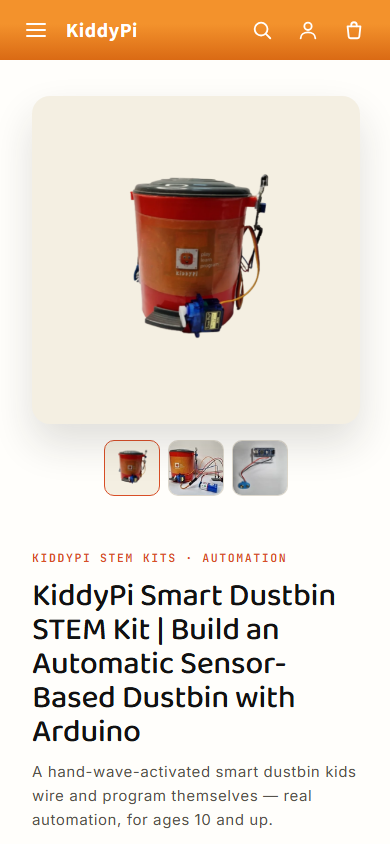 KiddyPi
KIDDYPI STEM KITS · AUTOMATION
KiddyPi Smart Dustbin
STEM Kit | Build an
Automatic Sensor-
Based Dustbin with
Arduino
A hand-wave-activated smart dustbin kids
wire and program themselves — real
automation, for ages 10 and up.